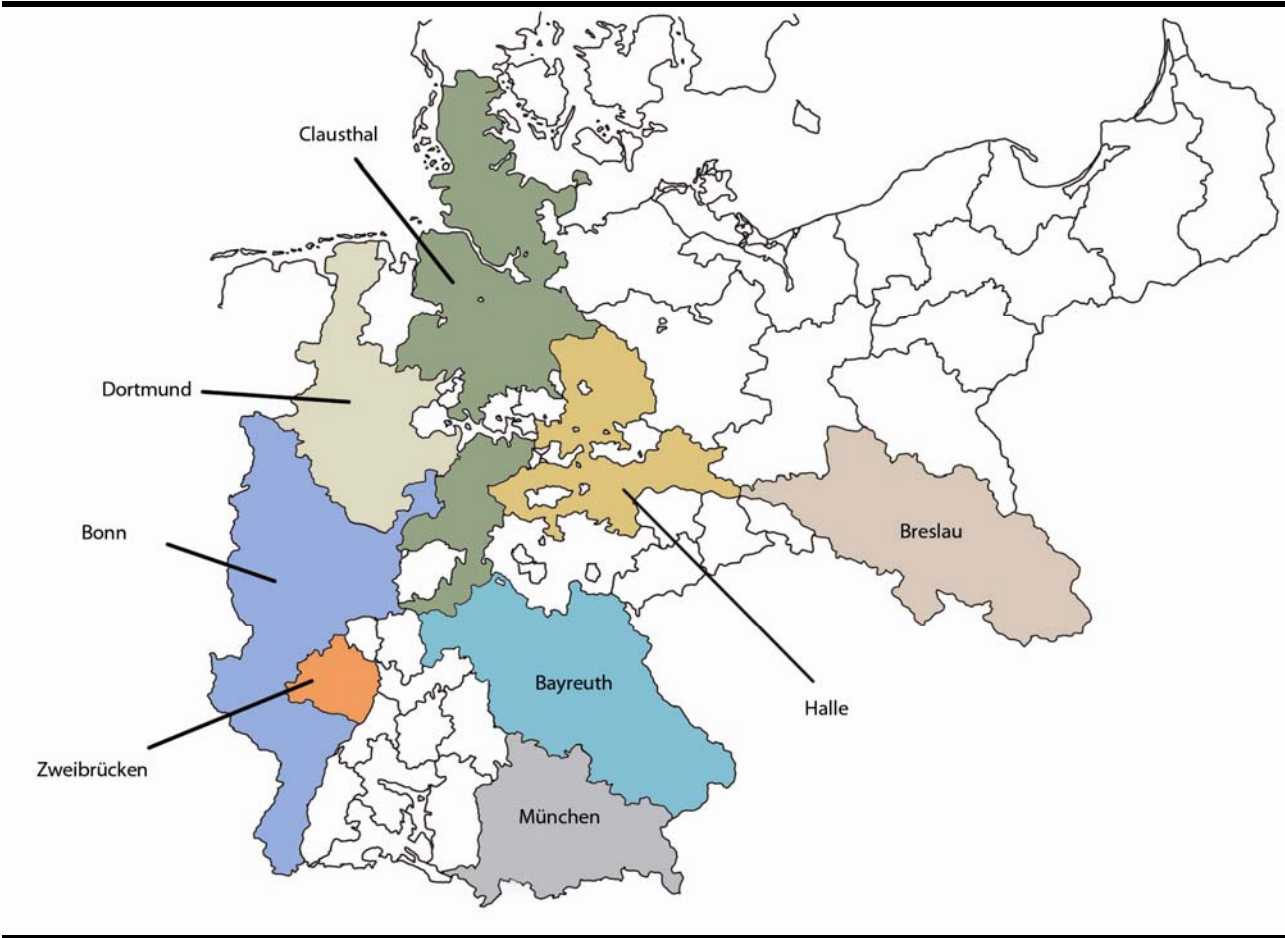 Clausthal
Dortmund
Bonn
Breslau
Bayreuth
Halle
Zweibrücken
München